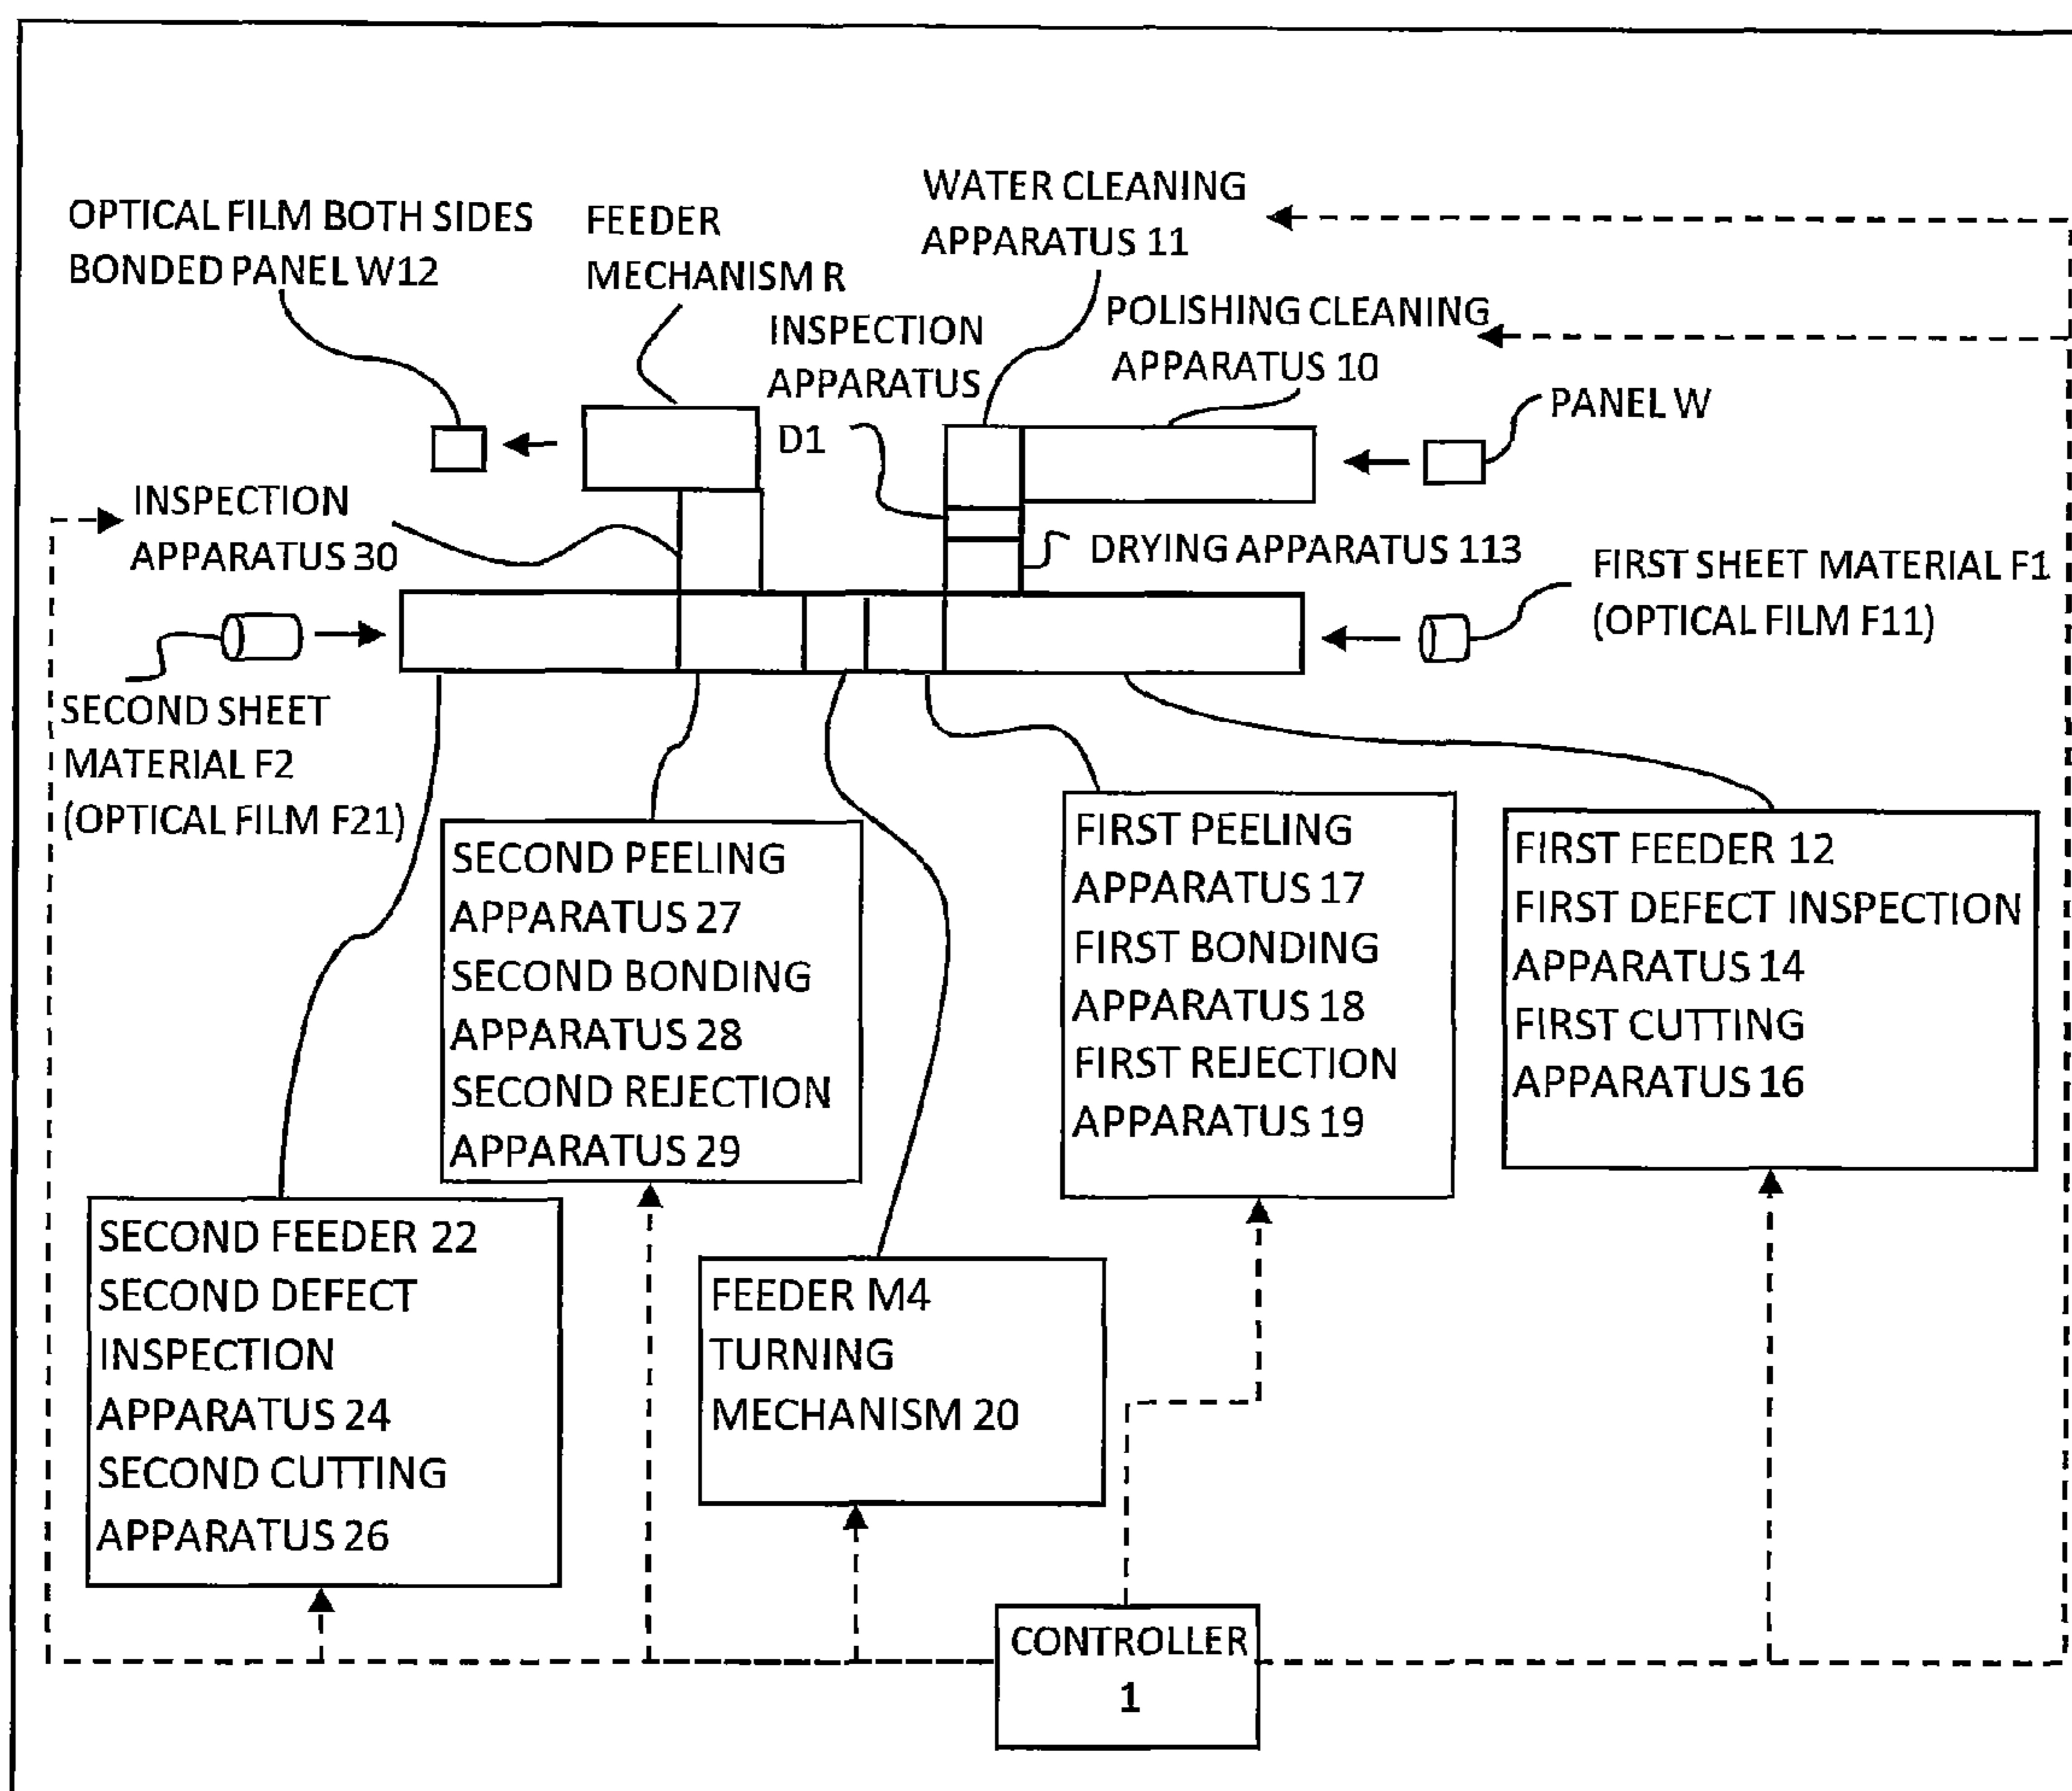 WATER CLEANING
APPARATUS 11
OPTICAL FILM BOTH SIDES
BONDED PANEL W12
FEEDER
MECHANISM R
INSPECTION
APPARATUS
D1
POLISHING CLEANING
APPARATUS 10
PANEL W
INSPECTION
APPARATUS 30
DRYING APPARATUS 113
FIRST SHEET MATERIAL F1
(OPTICAL FILM F11)
SECOND SHEET
MATERIAL F2
(OPTICAL FILM F21)
SECOND PEELING
APPARATUS 27
SECOND BONDING
APPARATUS 28
SECOND REJECTION
APPARATUS 29
FIRST PEELING
APPARATUS 17
FIRST BONDING
APPARATUS 18
FIRST REJECTION
APPARATUS 19
FIRST FEEDER 12
FIRST DEFECT INSPECTION
APPARATUS 14
FIRST CUTTING
APPARATUS 16
SECOND FEEDER 22
SECOND DEFECT
INSPECTION
APPARATUS 24
SECOND CUTTING
APPARATUS 26
FEEDER M4
TURNING
MECHANISM 20
CONTROLLER
1